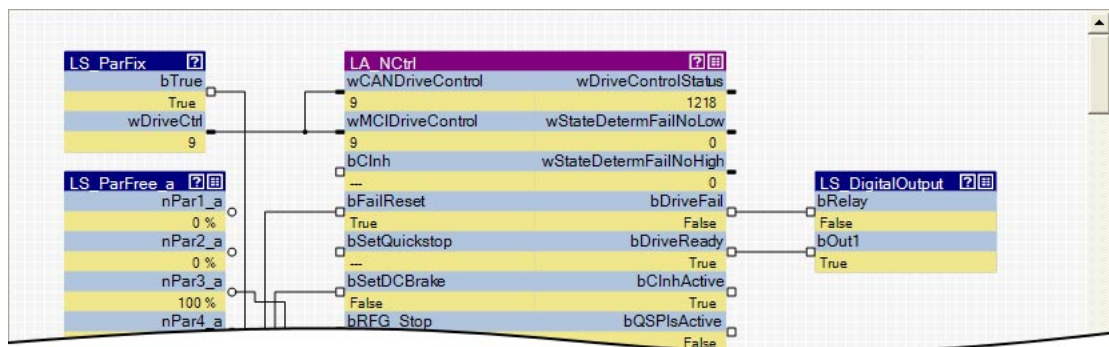 LS_ParFix ?
bTrue
True
wDriveCtrl
9
LS_ParFree_a ?
nPar1_a
0 %
nPar2_a
0 %
nPar3_a
100 %
nPar4_a
LA_NCtrl ?
wCANDriveControl wDriveControlStatus
9 1218
wMCIDriveControl wStateDetermFailNoLow
9 0
bCInh wStateDetermFailNoHigh
--- 0
bFailReset bDriveFail
True False
bSetQuickstop bDriveReady
--- True
bSetDCBrake bCInhActive
False True
bRFG_Stop bQSPIsActive
False
LS_DigitalOutput ?
bRelay
False
bOut1
True